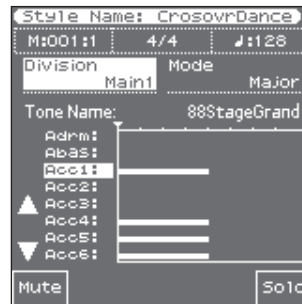 Style Name: CrosovrDance
M:001:1 4/4 ♩:128
Division Mode
Main1 Major
Tone Name: 88StageGrand
Adrm:
Abas:
Acc1:
Acc2:
Acc3:
Acc4:
Acc5:
Acc6:
Mute Solo